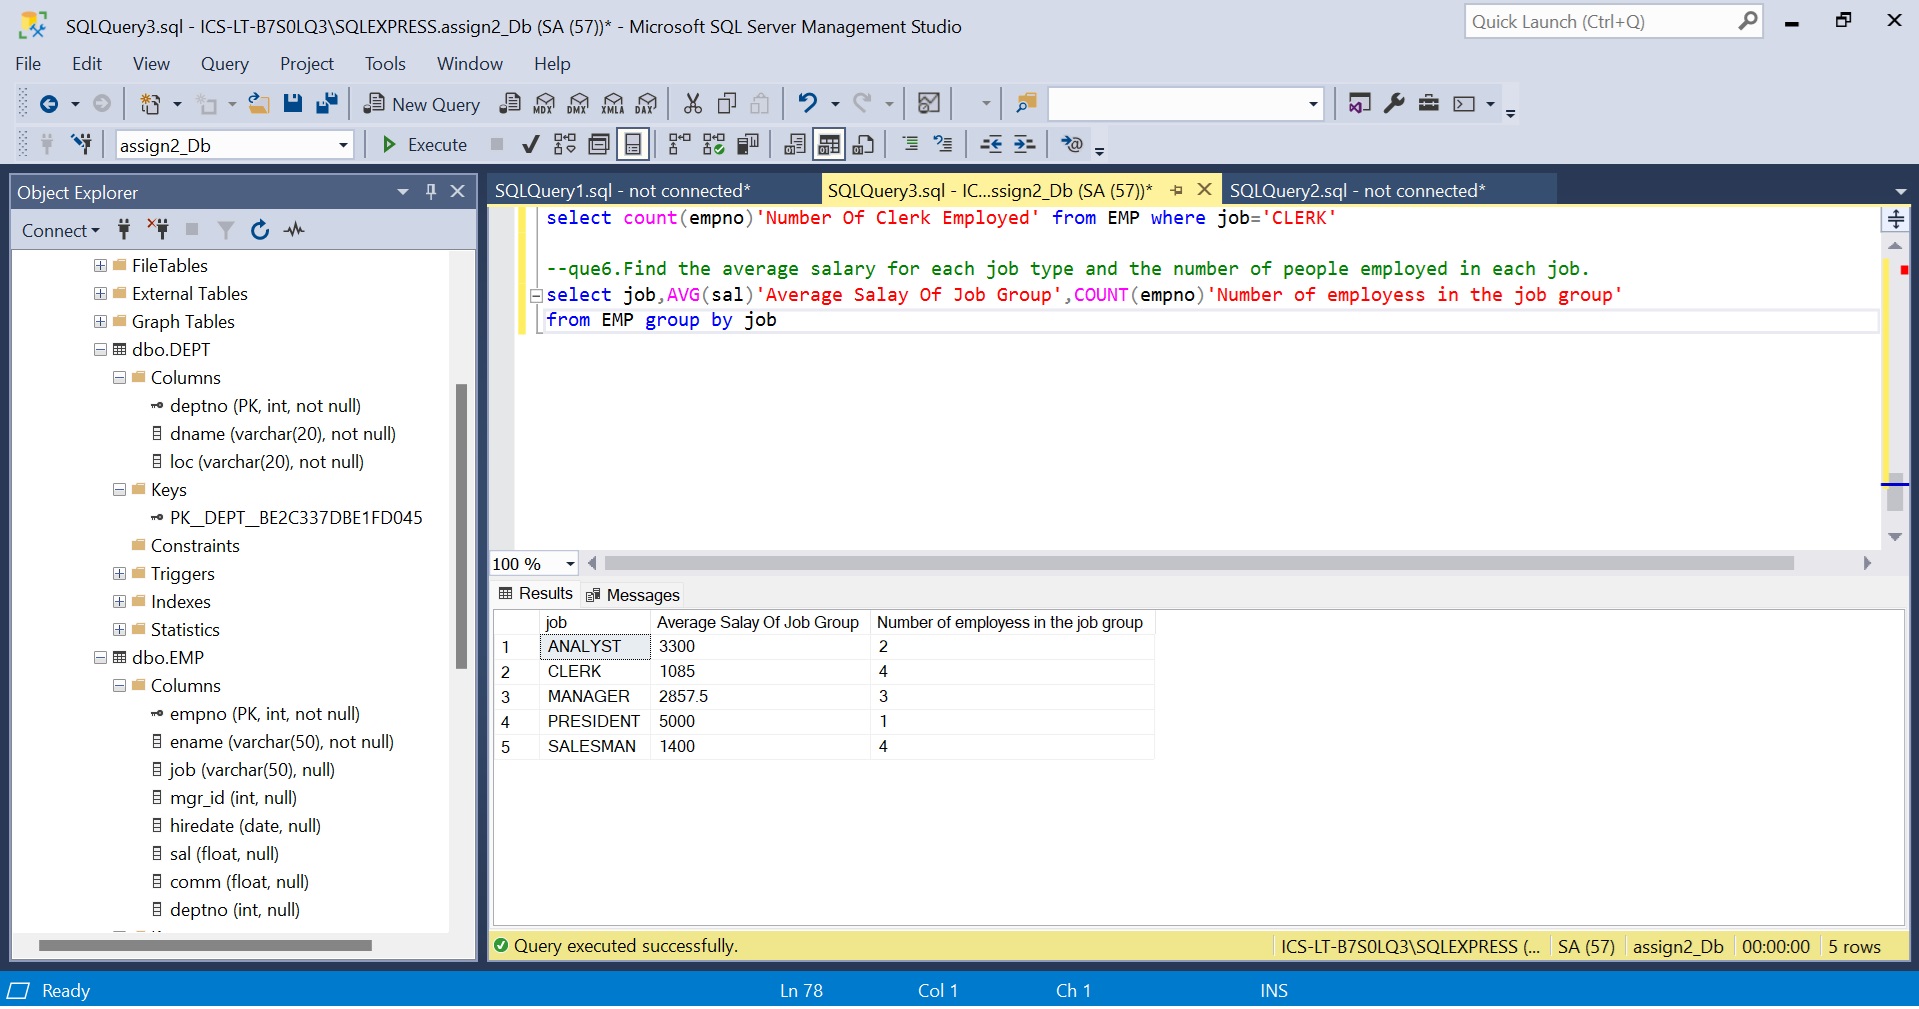 SQLQuery3.sql - ICS-LT-B7S0LQ3\SQLEXPRESS.assign2_Db (SA (57))* - Microsoft SQL Server Management Studio
Quick Launch (Ctrl+Q)
File Edit View Query Project Tools Window Help
New Query MDX DMX XMLA DAX
assign2_Db Execute
Object Explorer
SQLQuery1.sql - not connected* SQLQuery3.sql - IC...ssign2_Db (SA (57))* SQLQuery2.sql - not connected*
Connect
FileTables
External Tables
Graph Tables
dbo.DEPT
Columns
deptno (PK, int, not null)
dname (varchar(20), not null)
loc (varchar(20), not null)
Keys
PK__DEPT__BE2C337DBE1FD045
Constraints
Triggers
Indexes
Statistics
dbo.EMP
Columns
empno (PK, int, not null)
ename (varchar(50), not null)
job (varchar(50), null)
mgr_id (int, null)
hiredate (date, null)
sal (float, null)
comm (float, null)
deptno (int, null)
select count(empno)'Number Of Clerk Employed' from EMP where job='CLERK'
--que6.Find the average salary for each job type and the number of people employed in each job.
select job,AVG(sal)'Average Salay Of Job Group',COUNT(empno)'Number of employess in the job group'
from EMP group by job
100 %
Results Messages
job Average Salay Of Job Group Number of employess in the job group
1 ANALYST 3300 2
2 CLERK 1085 4
3 MANAGER 2857.5 3
4 PRESIDENT 5000 1
5 SALESMAN 1400 4
Query executed successfully. ICS-LT-B7S0LQ3\SQLEXPRESS (... SA (57) assign2_Db 00:00:00 5 rows
Ready Ln 78 Col 1 Ch 1 INS